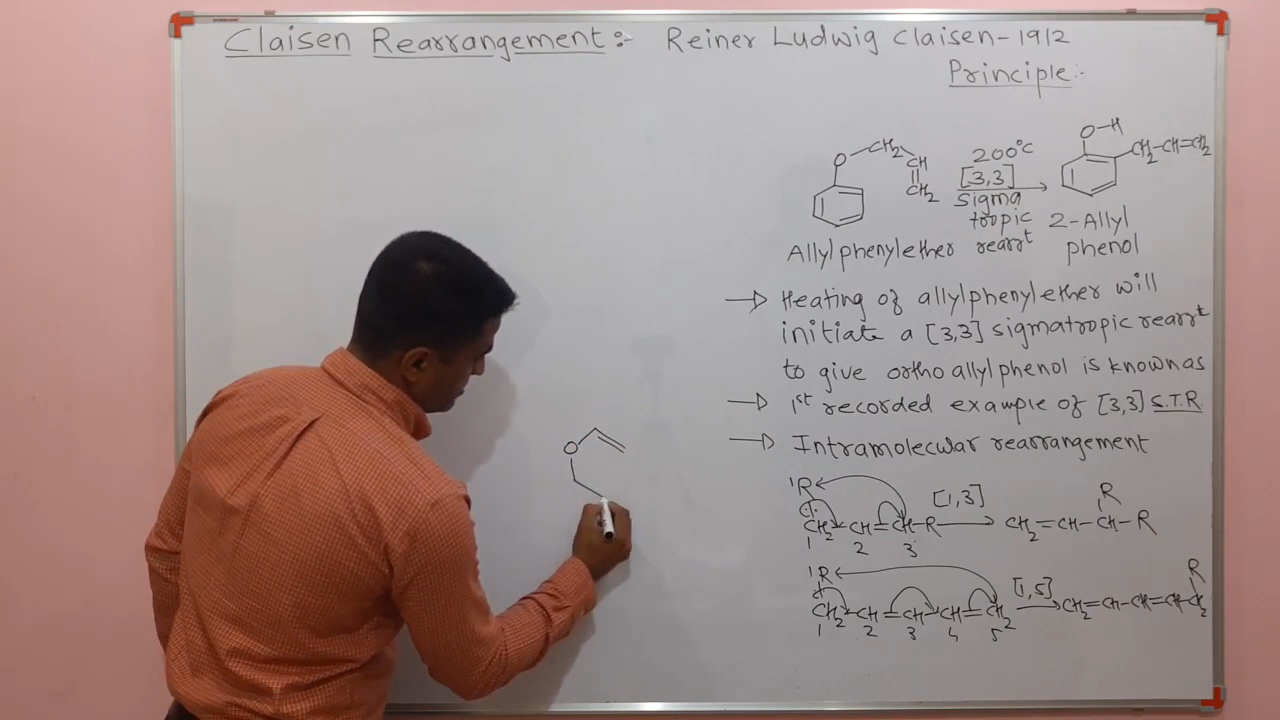 Claisen Rearrangement:- Reiner Ludwig Claisen-1912
Principle:-
O-CH2
CH
CH2
200°C
[3,3]
sigma
tropic
rearrt
O-H
CH2-CH=CH2
Allylphenylether
2-Allyl
phenol
→ Heating of allylphenylether will
initiate a [3,3] sigmatropic rearrt
to give ortho allylphenol is known as
→ 1st recorded example of [3,3] S.T.R.
→ Intramolecular rearrangement
O
1R
CH2-CH=CH-R
1 2 3
[1,3]
R
CH2=CH-CH-R
1R
CH2-CH=CH-CH=CH2
1 2 3 4 5
[1,5]
R
CH2=CH-CH=CH-CH2